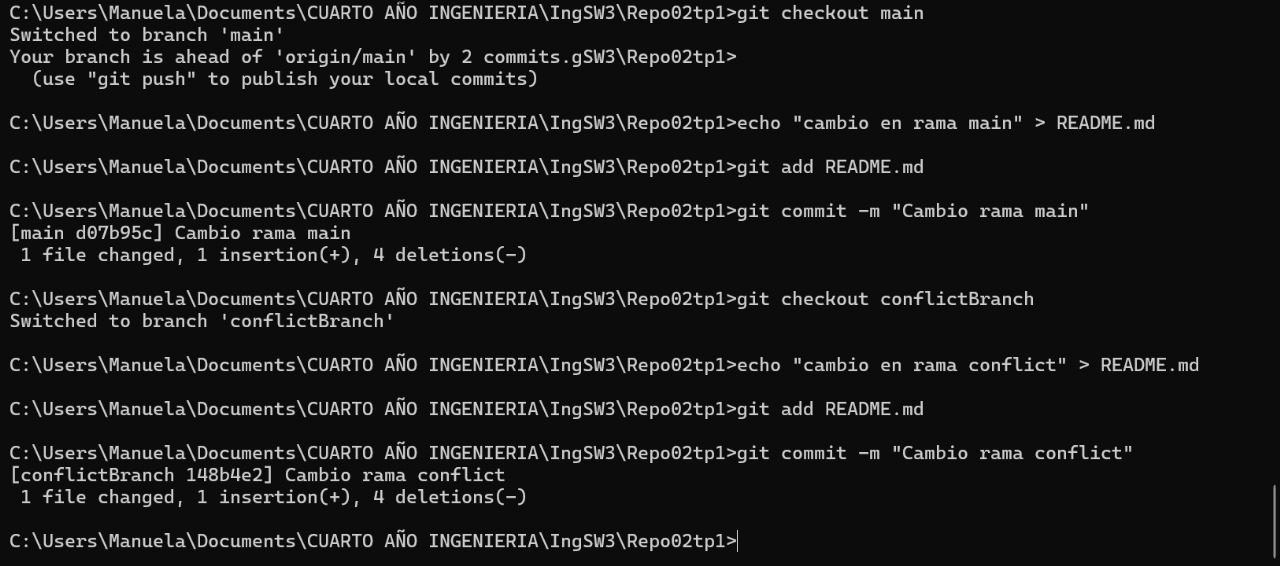 C:\Users\Manuela\Documents\CUARTO AÑO INGENIERIA\IngSW3\Repo02tp1>git checkout main
Switched to branch 'main'
Your branch is ahead of 'origin/main' by 2 commits.gSW3\Repo02tp1>
  (use "git push" to publish your local commits)

C:\Users\Manuela\Documents\CUARTO AÑO INGENIERIA\IngSW3\Repo02tp1>echo "cambio en rama main" > README.md

C:\Users\Manuela\Documents\CUARTO AÑO INGENIERIA\IngSW3\Repo02tp1>git add README.md

C:\Users\Manuela\Documents\CUARTO AÑO INGENIERIA\IngSW3\Repo02tp1>git commit -m "Cambio rama main"
[main d07b95c] Cambio rama main
 1 file changed, 1 insertion(+), 4 deletions(-)

C:\Users\Manuela\Documents\CUARTO AÑO INGENIERIA\IngSW3\Repo02tp1>git checkout conflictBranch
Switched to branch 'conflictBranch'

C:\Users\Manuela\Documents\CUARTO AÑO INGENIERIA\IngSW3\Repo02tp1>echo "cambio en rama conflict" > README.md

C:\Users\Manuela\Documents\CUARTO AÑO INGENIERIA\IngSW3\Repo02tp1>git add README.md

C:\Users\Manuela\Documents\CUARTO AÑO INGENIERIA\IngSW3\Repo02tp1>git commit -m "Cambio rama conflict"
[conflictBranch 148b4e2] Cambio rama conflict
 1 file changed, 1 insertion(+), 4 deletions(-)

C:\Users\Manuela\Documents\CUARTO AÑO INGENIERIA\IngSW3\Repo02tp1>